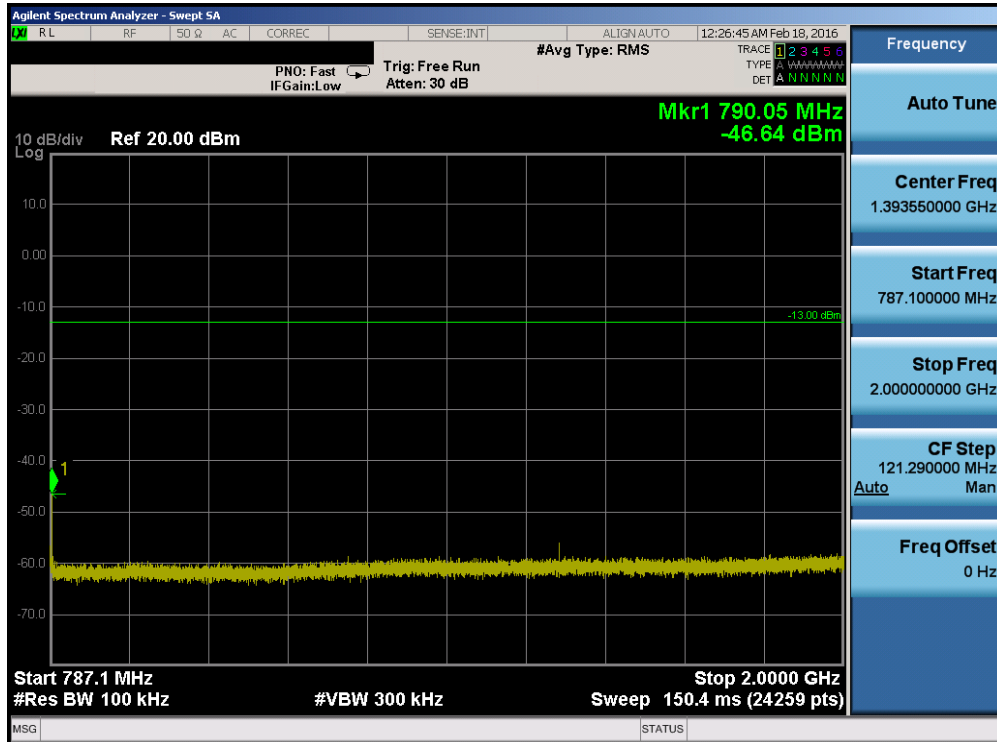 Agilent Spectrum Analyzer - Swept SA
LXI RL RF 50 Ω AC CORREC SENSE:INT ALIGN AUTO 12:26:45 AM Feb 18, 2016
#Avg Type: RMS TRACE 1 2 3 4 5 6
PNO: Fast Trig: Free Run TYPE A WWWWW
IFGain:Low Atten: 30 dB DET A N N N N N
Mkr1 790.05 MHz
10 dB/div Ref 20.00 dBm -46.64 dBm
Log
10.0
0.00
-10.0
-13.00 dBm
-20.0
-30.0
-40.0
1
-50.0
-60.0
-70.0
Start 787.1 MHz Stop 2.0000 GHz
#Res BW 100 kHz #VBW 300 kHz Sweep 150.4 ms (24259 pts)
MSG STATUS
Frequency
Auto Tune
Center Freq
1.393550000 GHz
Start Freq
787.100000 MHz
Stop Freq
2.000000000 GHz
CF Step
121.290000 MHz
Auto Man
Freq Offset
0 Hz